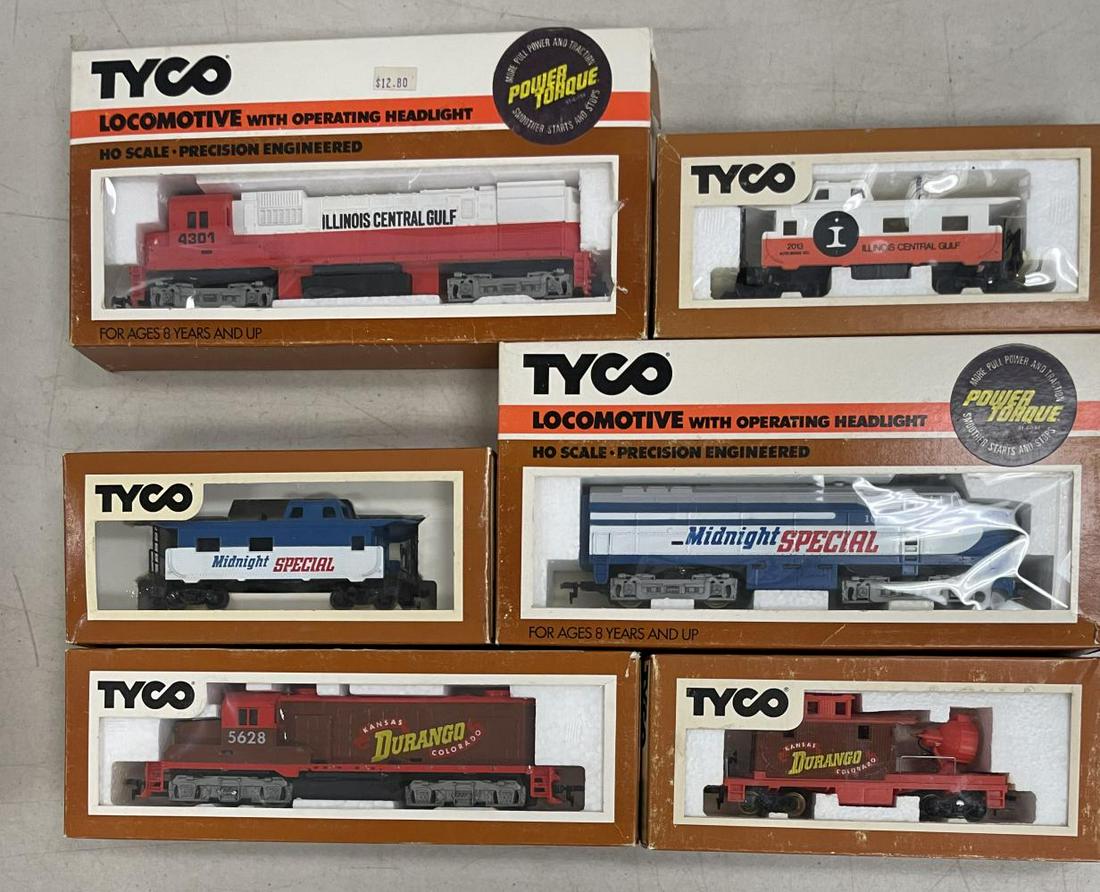 TYCO
$12.80
MORE PULL POWER AND TRACTION
POWER
TORQUE
SMOOTHER STARTS AND STOPS
LOCOMOTIVE WITH OPERATING HEADLIGHT
HO SCALE • PRECISION ENGINEERED
ILLINOIS CENTRAL GULF
4301
FOR AGES 8 YEARS AND UP
TYCO
i
2013
ILLINOIS CENTRAL GULF
TYCO
MORE PULL POWER AND TRACTION
POWER
TORQUE
SMOOTHER STARTS AND STOPS
LOCOMOTIVE WITH OPERATING HEADLIGHT
HO SCALE • PRECISION ENGINEERED
Midnight SPECIAL
FOR AGES 8 YEARS AND UP
TYCO
Midnight SPECIAL
TYCO
5628
KANSAS
DURANGO
COLORADO
TYCO
KANSAS
DURANGO
COLORADO